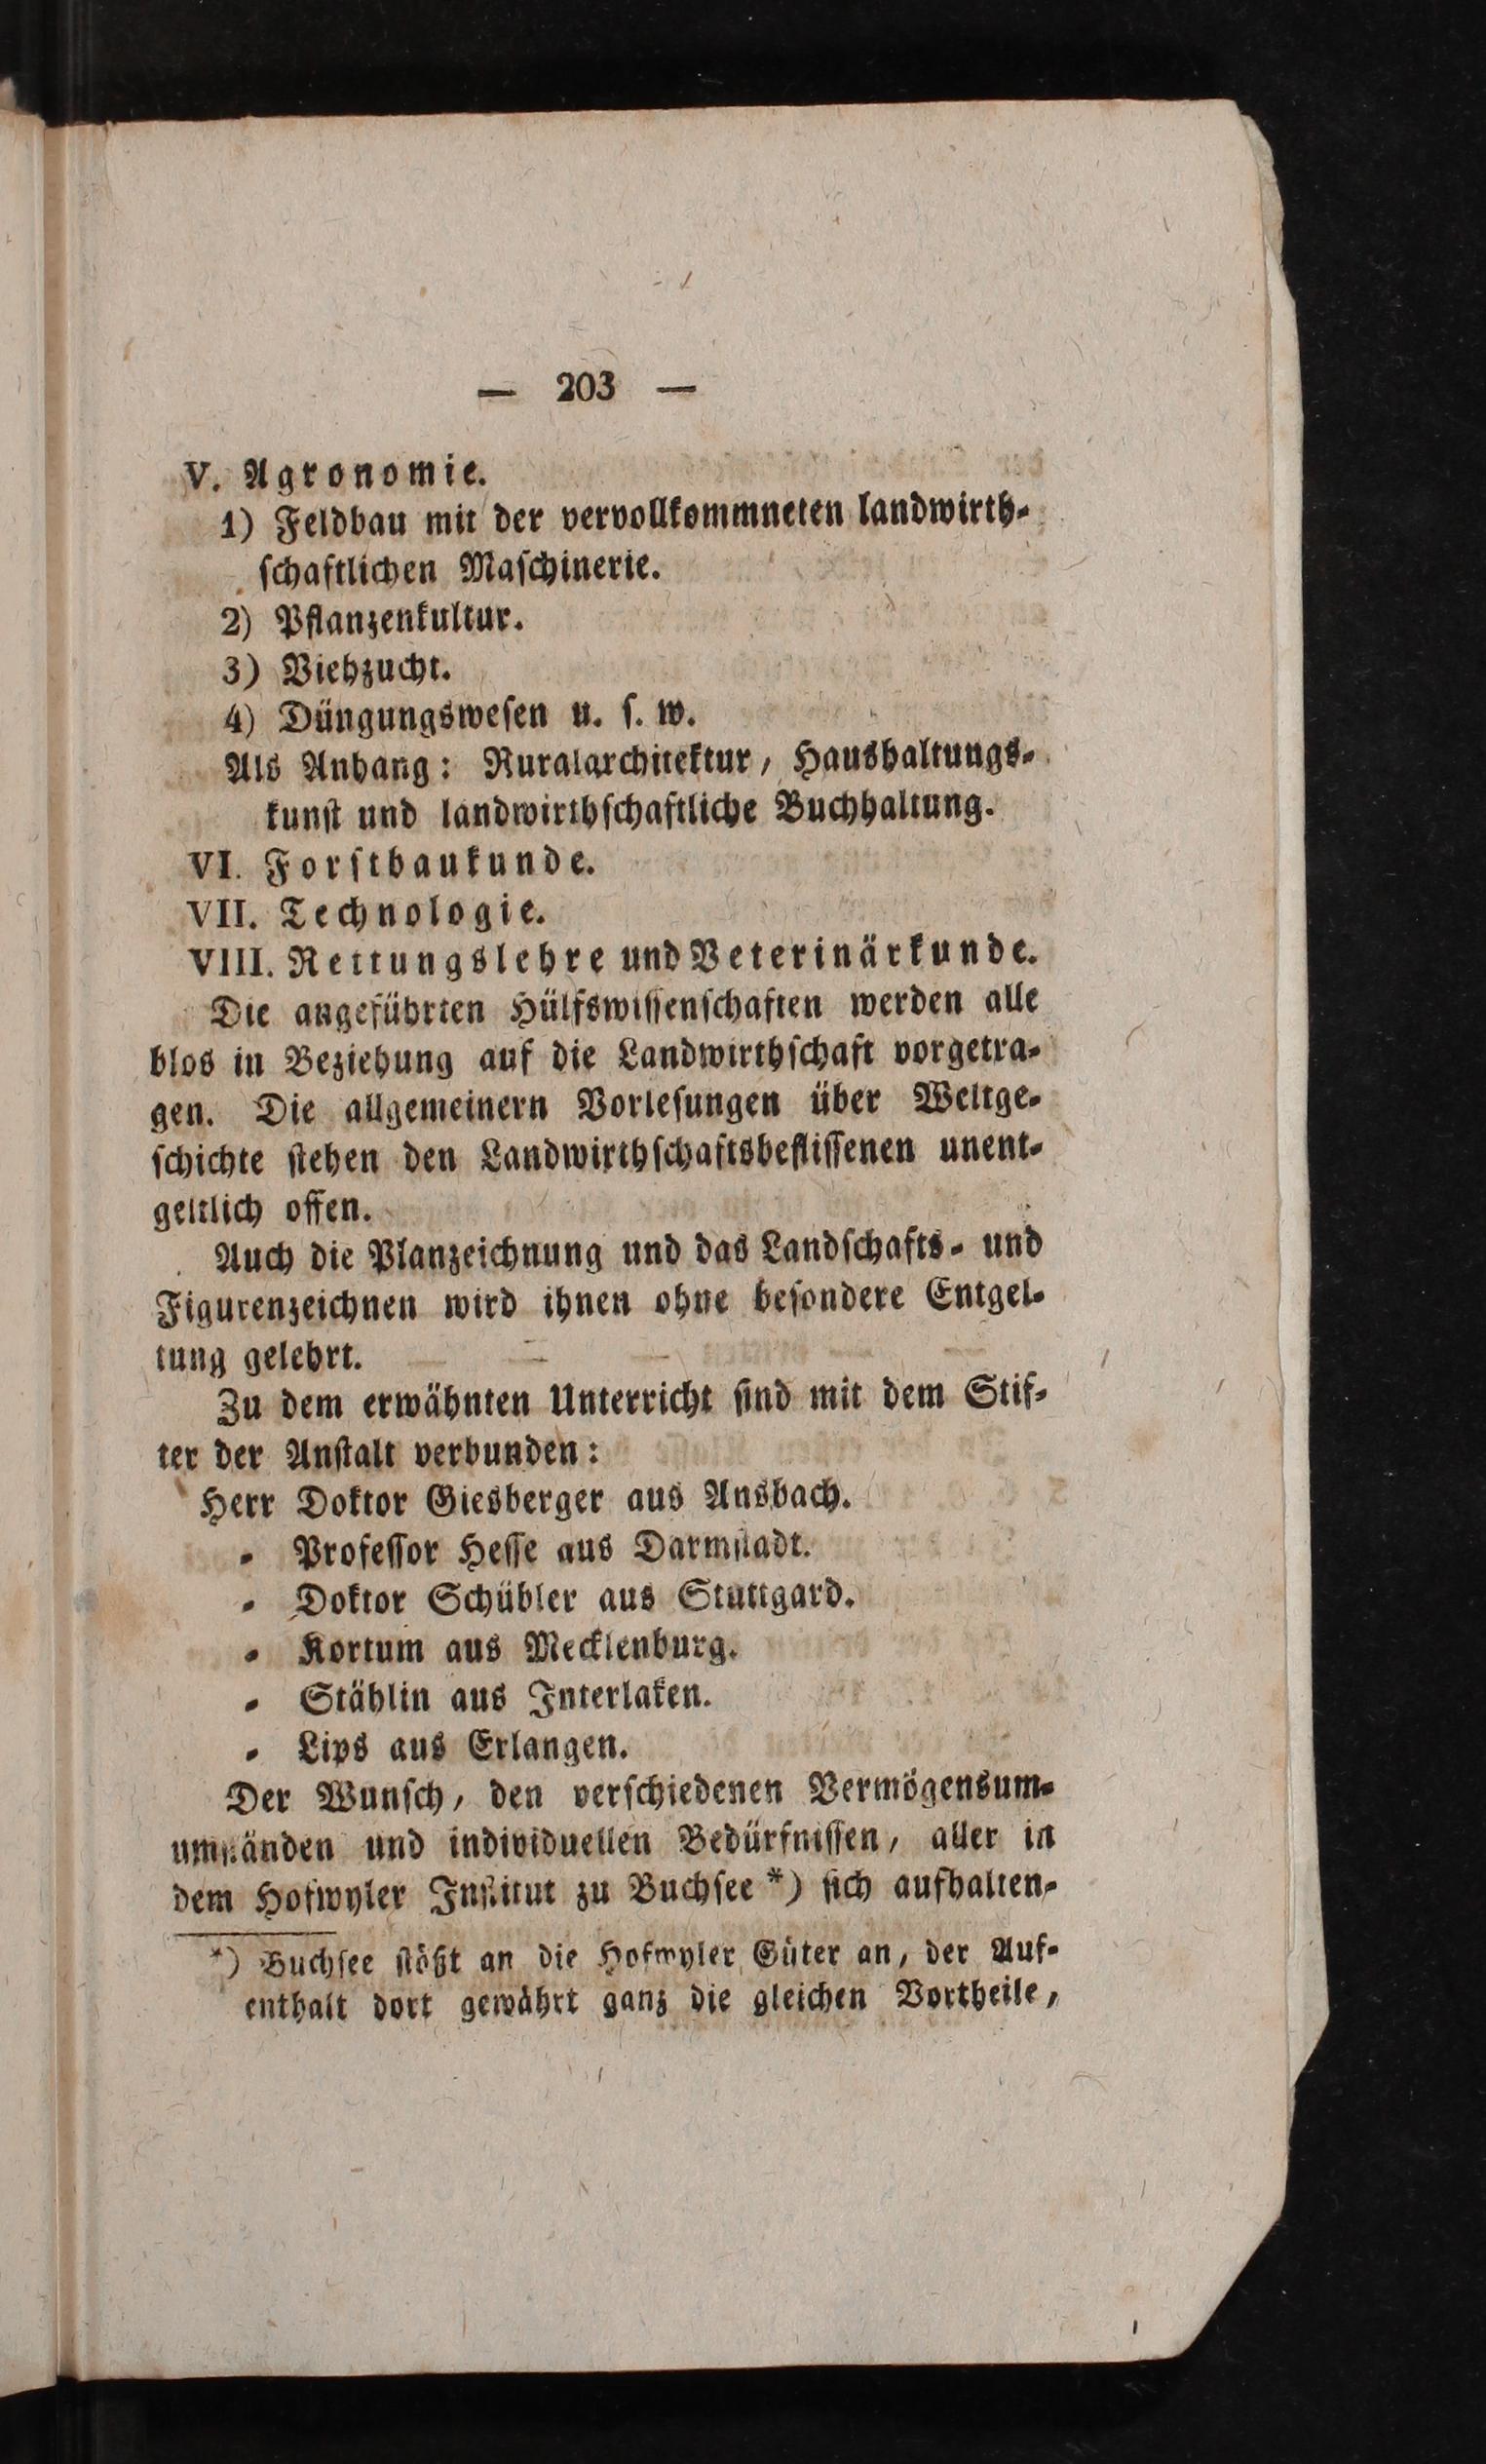 — 203 —
V. Agronomie.
1) Feldbau mit der vervollkommneten landwirth-
ſchaftlichen Maſchinerie.
2) Pflanzenkultur.
3) Viehzucht.
4) Düngungsweſen u. ſ. w.
Als Anhang: Ruralarchitektur, Haushaltungs-
kunſt und landwirthſchaftliche Buchhaltung.
VI. Forſtbaukunde.
VII. Technologie.
VIII. Rettungslehre und Veterinärkunde.
Die angeführten Hülfswiſſenſchaften werden alle
blos in Beziehung auf die Landwirthſchaft vorgetra-
gen. Die allgemeinern Vorleſungen über Weltge-
ſchichte ſtehen den Landwirthſchaftsbefliſſenen unent-
geltlich offen.
Auch die Planzeichnung und das Landſchafts- und
Figurenzeichnen wird ihnen ohne beſondere Entgel-
tung gelehrt.
Zu dem erwähnten Unterricht ſind mit dem Stif-
ter der Anſtalt verbunden:
Herr Doktor Giesberger aus Ansbach.
„ Profeſſor Heſſe aus Darmſtadt.
„ Doktor Schübler aus Stuttgard.
„ Kortum aus Mecklenburg.
„ Stählin aus Interlaken.
„ Lips aus Erlangen.
Der Wunſch, den verſchiedenen Vermögensum-
umſtänden und individuellen Bedürfniſſen, aller in
dem Hofwyler Inſtitut zu Buchſee *) ſich aufhalten-
*) Buchſee ſtößt an die Hofwyler Güter an, der Auf-
enthalt dort gewährt ganz die gleichen Vortheile,